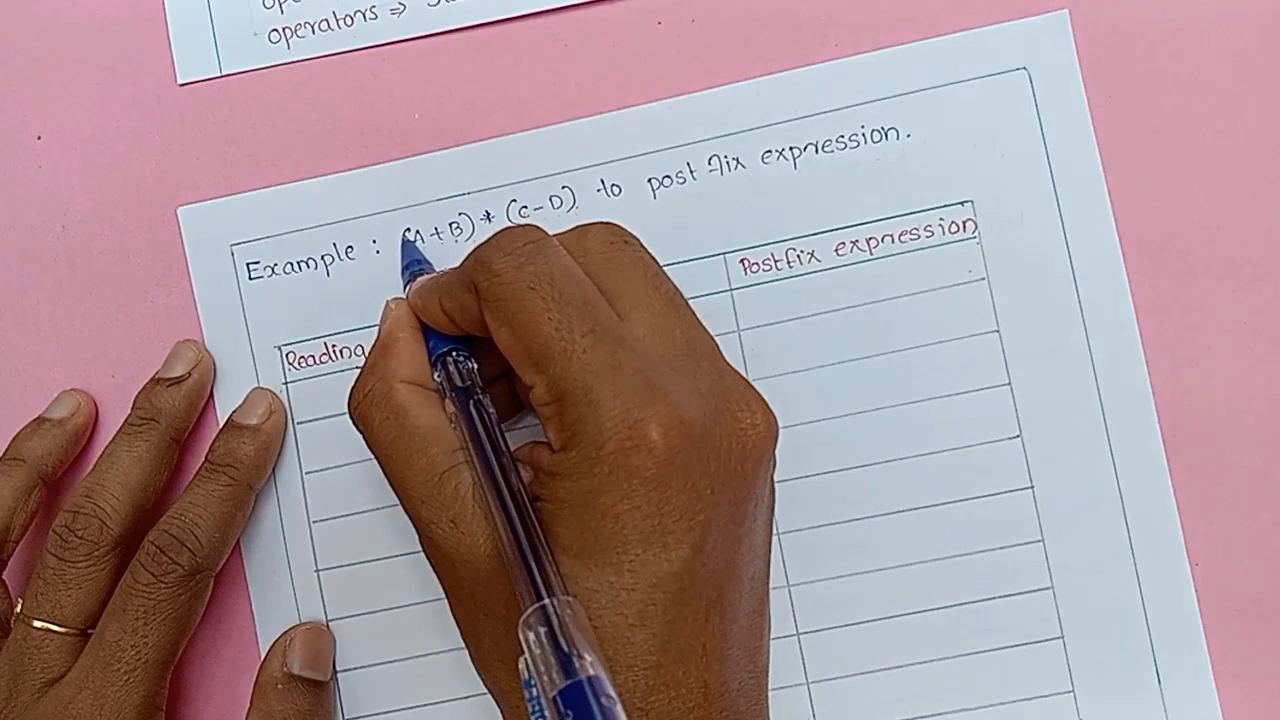 operators ⇒
Example : (A+B) * (C-D) to post fix expression.
Reading
Postfix expression